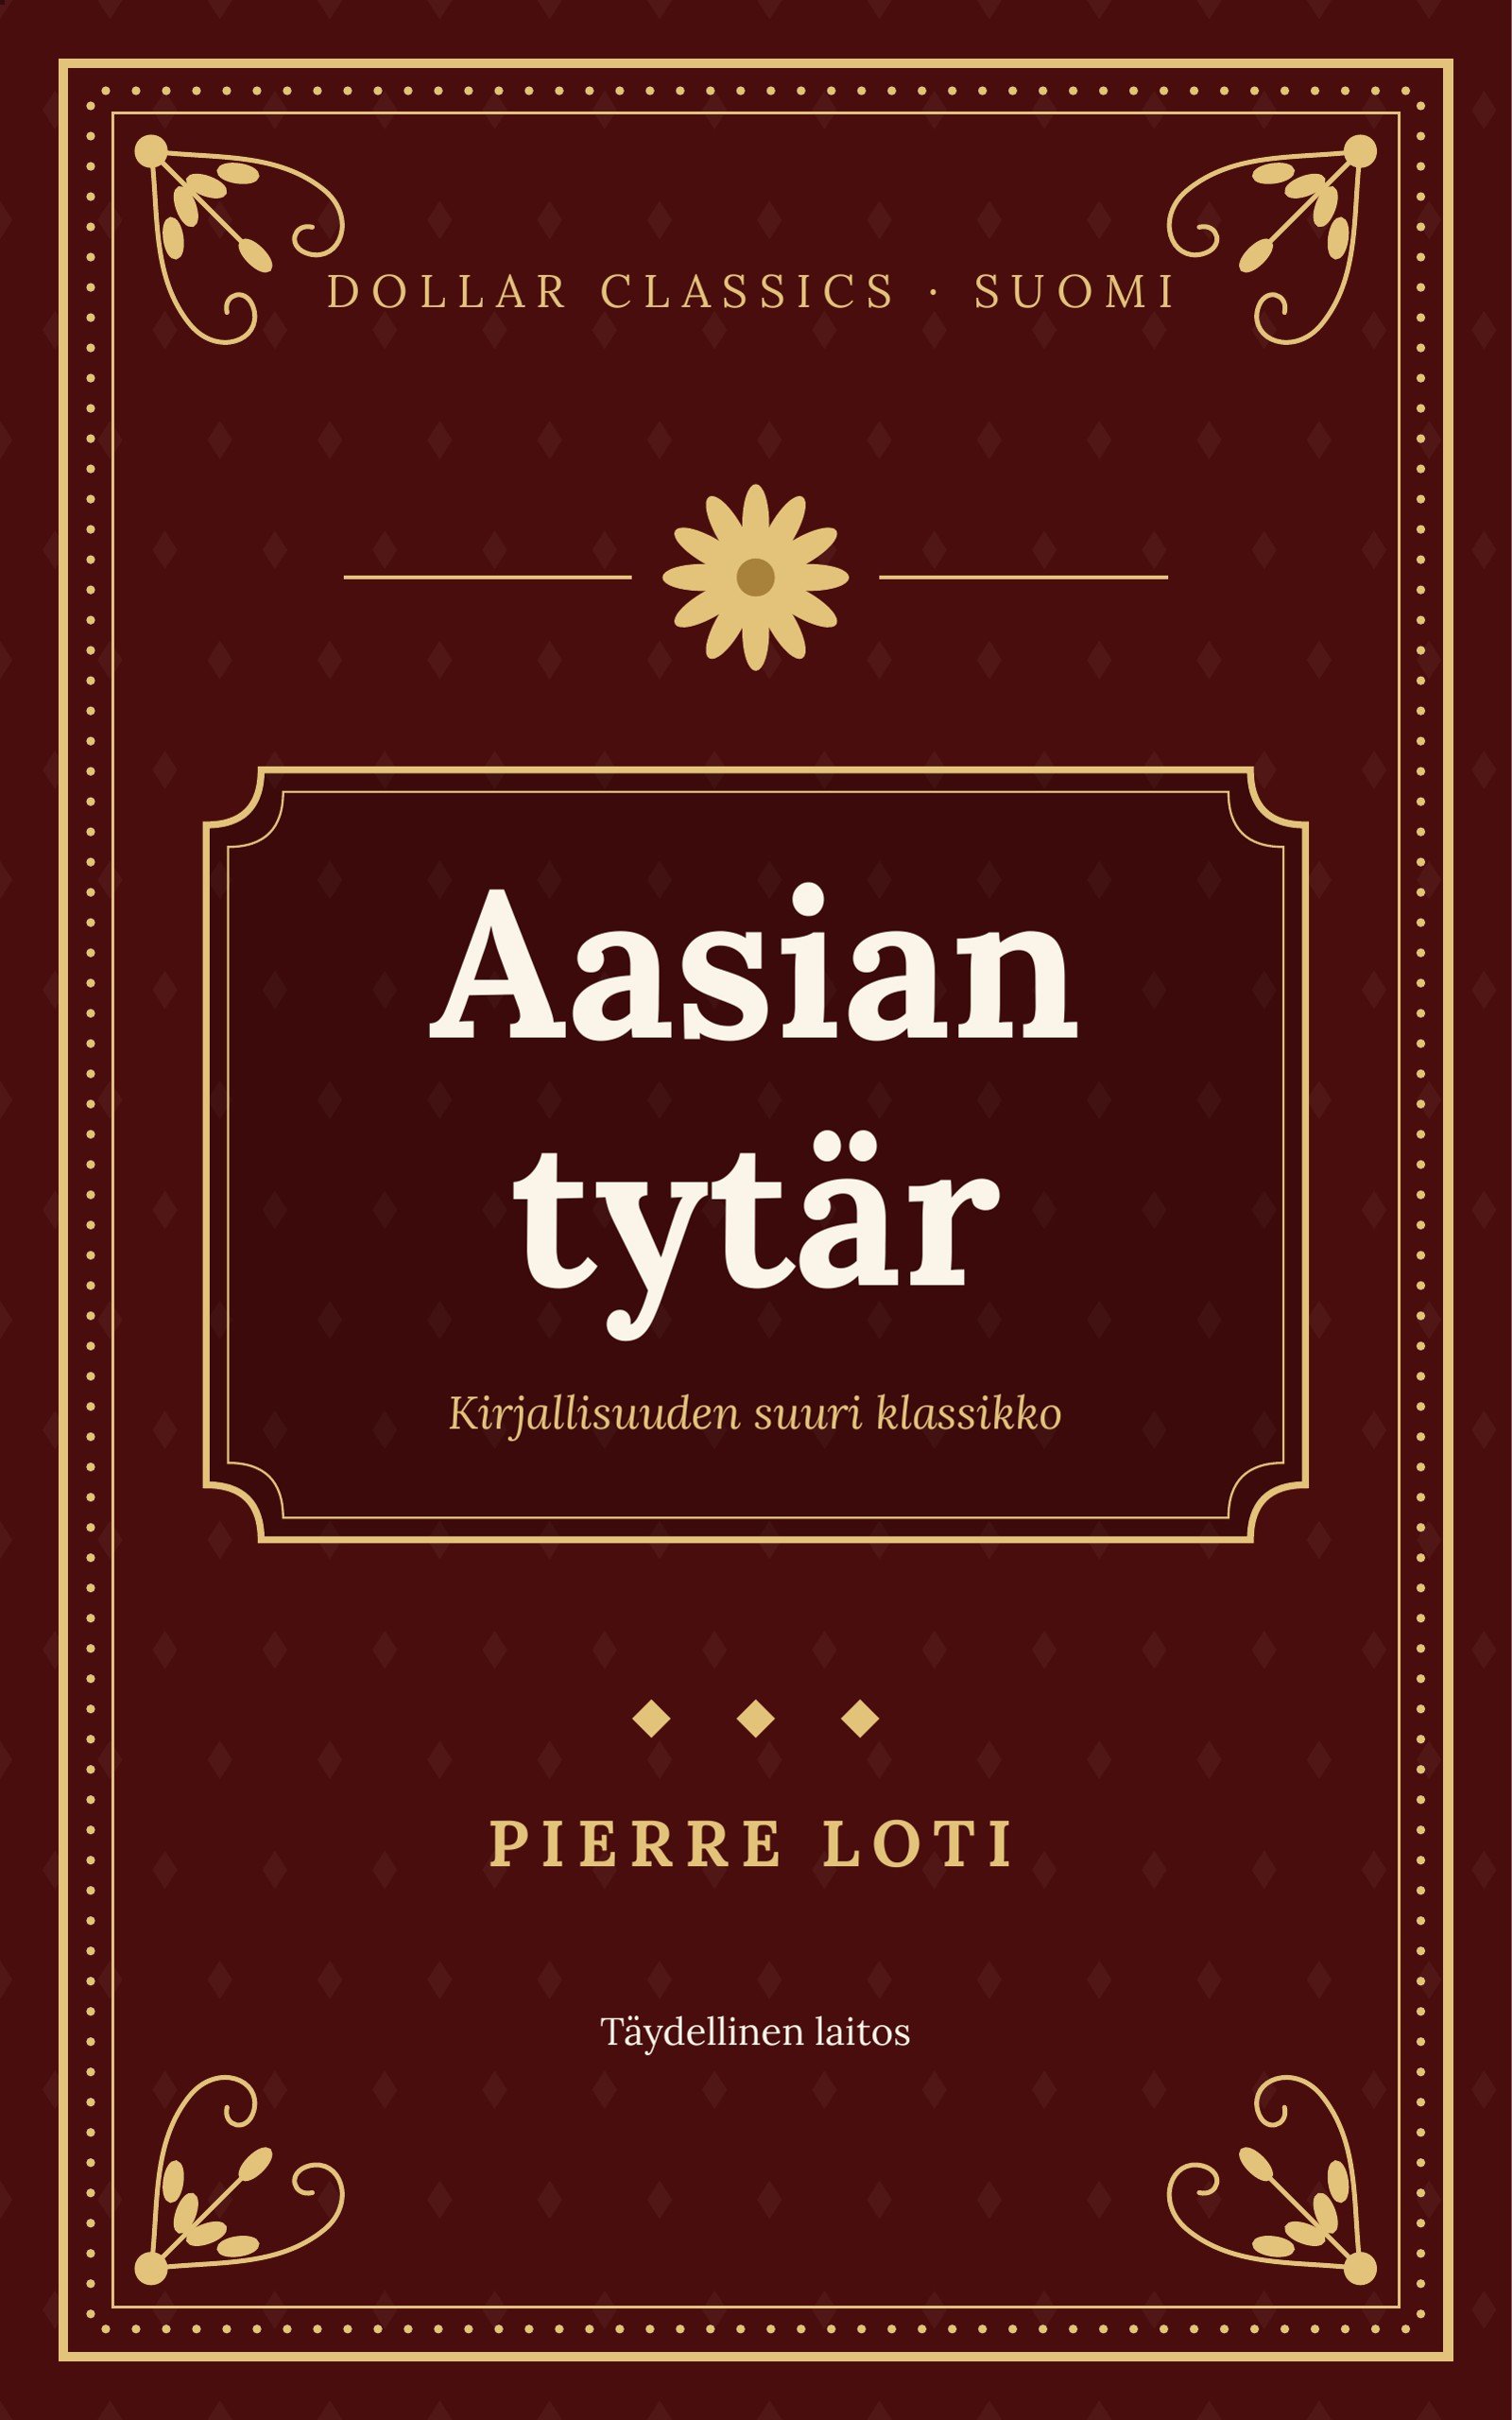 DOLLAR CLASSICS · SUOMI
Aasian
tytär
Kirjallisuuden suuri klassikko
PIERRE LOTI
Täydellinen laitos